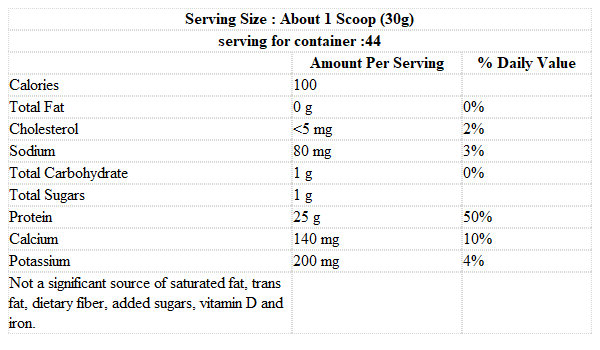 Serving Size : About 1 Scoop (30g)
serving for container :44
Amount Per Serving % Daily Value
Calories 100
Total Fat 0 g 0%
Cholesterol <5 mg 2%
Sodium 80 mg 3%
Total Carbohydrate 1 g 0%
Total Sugars 1 g
Protein 25 g 50%
Calcium 140 mg 10%
Potassium 200 mg 4%
Not a significant source of saturated fat, trans
fat, dietary fiber, added sugars, vitamin D and
iron.